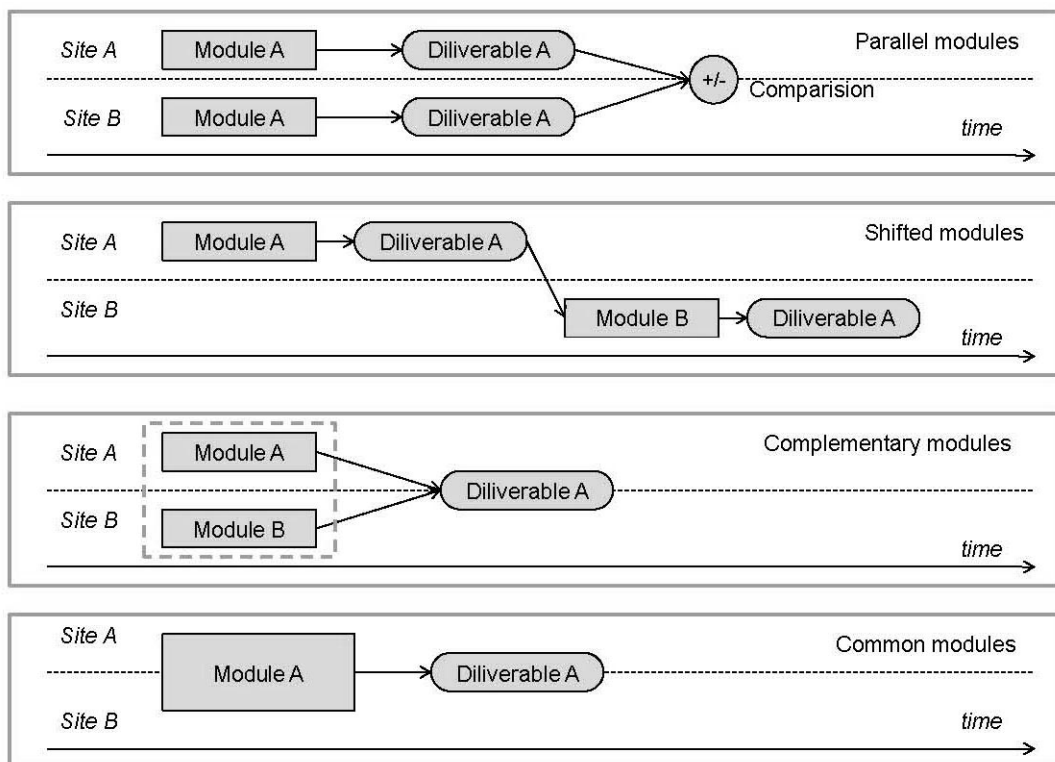 Site A
Module A
Diliverable A
Parallel modules
+/-
Comparision
Site B
Module A
Diliverable A
time
Site A
Module A
Diliverable A
Shifted modules
Site B
Module B
Diliverable A
time
Site A
Module A
Complementary modules
Diliverable A
Site B
Module B
time
Site A
Common modules
Module A
Diliverable A
Site B
time